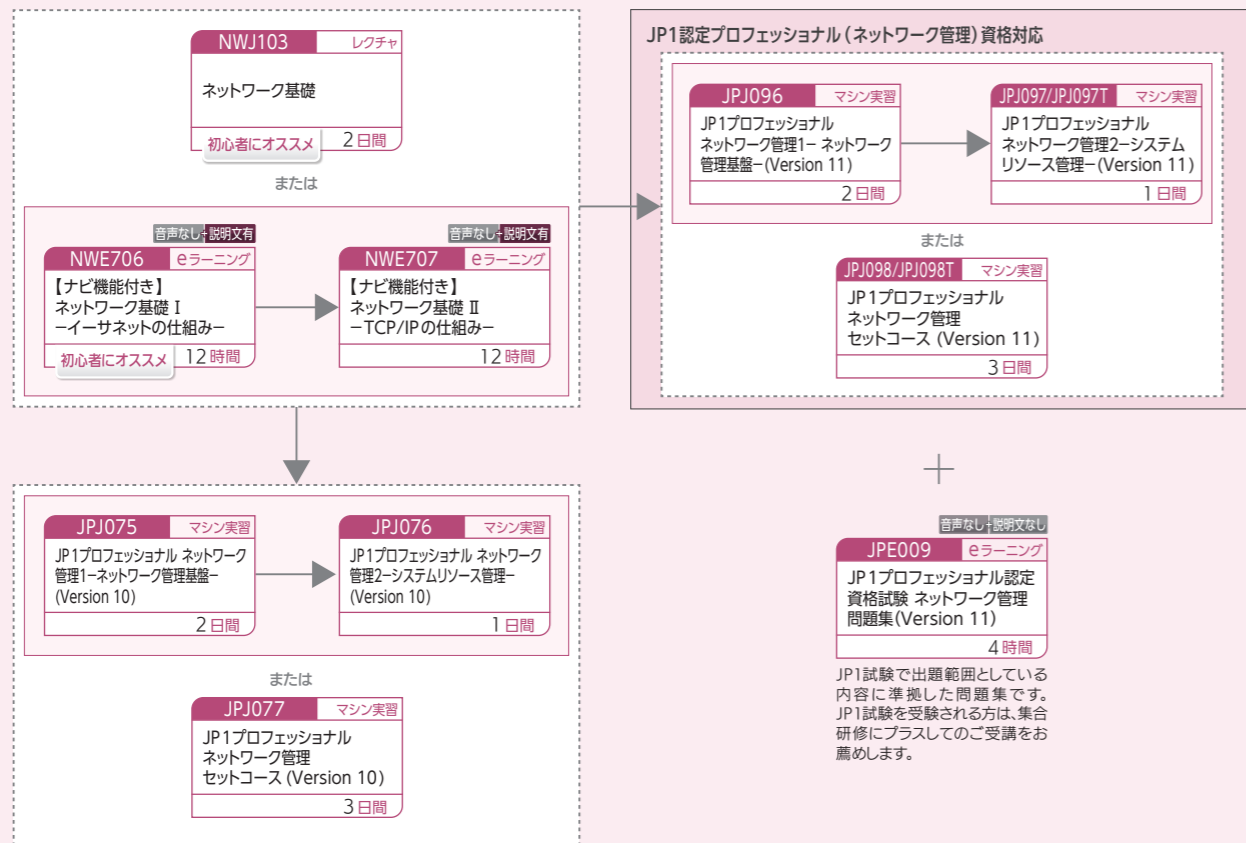 NWJ103 レクチャ
ネットワーク基礎
初心者にオススメ 2日間
または
音声なし+説明文有
NWE706 eラーニング
【ナビ機能付き】
ネットワーク基礎 Ⅰ
−イーサネットの仕組み−
初心者にオススメ 12時間
音声なし+説明文有
NWE707 eラーニング
【ナビ機能付き】
ネットワーク基礎 Ⅱ
−TCP/IPの仕組み−
12時間
JP1認定プロフェッショナル(ネットワーク管理)資格対応
JPJ096 マシン実習
JP1プロフェッショナル
ネットワーク管理1− ネットワーク
管理基盤−(Version 11)
2日間
JPJ097/JPJ097T マシン実習
JP1プロフェッショナル
ネットワーク管理2−システム
リソース管理−(Version 11)
1日間
または
JPJ098/JPJ098T マシン実習
JP1プロフェッショナル
ネットワーク管理
セットコース (Version 11)
3日間
JPJ075 マシン実習
JP1プロフェッショナル ネットワーク
管理1−ネットワーク管理基盤−
(Version 10)
2日間
JPJ076 マシン実習
JP1プロフェッショナル ネットワーク
管理2−システムリソース管理−
(Version 10)
1日間
または
JPJ077 マシン実習
JP1プロフェッショナル
ネットワーク管理
セットコース (Version 10)
3日間
+
音声なし+説明文なし
JPE009 eラーニング
JP1プロフェッショナル認定
資格試験 ネットワーク管理
問題集(Version 11)
4時間
JP1試験で出題範囲としている
内容に準拠した問題集です。
JP1試験を受験される方は、集合
研修にプラスしてのご受講をお
薦めします。